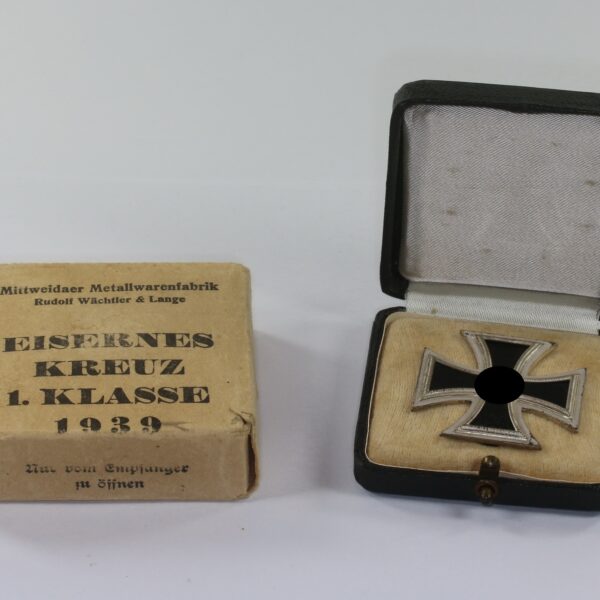 Mittweidaer Metallwarenfabrik
Rudolf Wächtler & Lange
EISERNES
KREUZ
1. KLASSE
1939
Nur vom Empfänger
zu öffnen